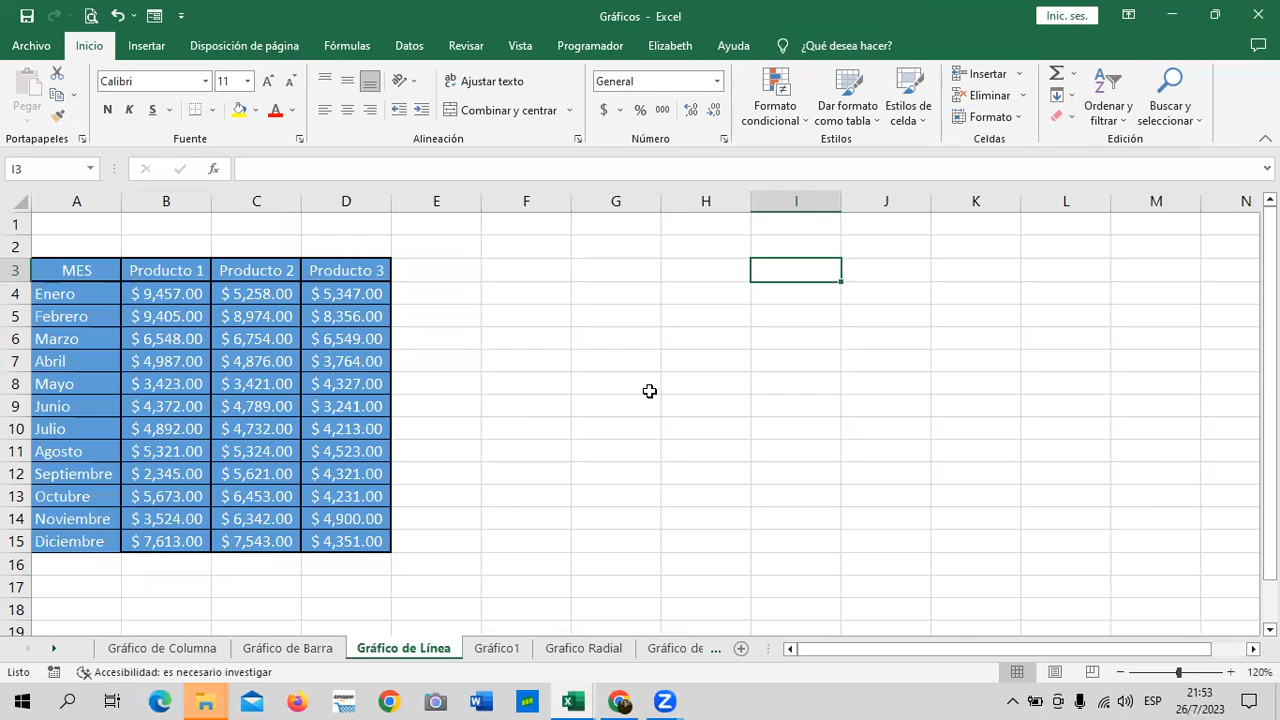 Gráficos - Excel
Inic. ses.
Archivo Inicio Insertar Disposición de página Fórmulas Datos Revisar Vista Programador Elizabeth Ayuda ¿Qué desea hacer?
Pegar
Calibri 11
N K S
Ajustar texto
Combinar y centrar
General
$ % 000
Formato condicional
Dar formato como tabla
Estilos de celda
Insertar
Eliminar
Formato
Ordenar y filtrar
Buscar y seleccionar
Portapapeles Fuente Alineación Número Estilos Celdas Edición
I3 fx
A B C D E F G H I J K L M N
1
2
3 MES Producto 1 Producto 2 Producto 3
4 Enero $ 9,457.00 $ 5,258.00 $ 5,347.00
5 Febrero $ 9,405.00 $ 8,974.00 $ 8,356.00
6 Marzo $ 6,548.00 $ 6,754.00 $ 6,549.00
7 Abril $ 4,987.00 $ 4,876.00 $ 3,764.00
8 Mayo $ 3,423.00 $ 3,421.00 $ 4,327.00
9 Junio $ 4,372.00 $ 4,789.00 $ 3,241.00
10 Julio $ 4,892.00 $ 4,732.00 $ 4,213.00
11 Agosto $ 5,321.00 $ 5,324.00 $ 4,523.00
12 Septiembre $ 2,345.00 $ 5,621.00 $ 4,321.00
13 Octubre $ 5,673.00 $ 6,453.00 $ 4,231.00
14 Noviembre $ 3,524.00 $ 6,342.00 $ 4,900.00
15 Diciembre $ 7,613.00 $ 7,543.00 $ 4,351.00
16
17
18
19
Gráfico de Columna Gráfico de Barra Gráfico de Línea Gráfico1 Grafico Radial Gráfico de ...
Listo Accesibilidad: es necesario investigar 120%
ESP 21:53
26/7/2023